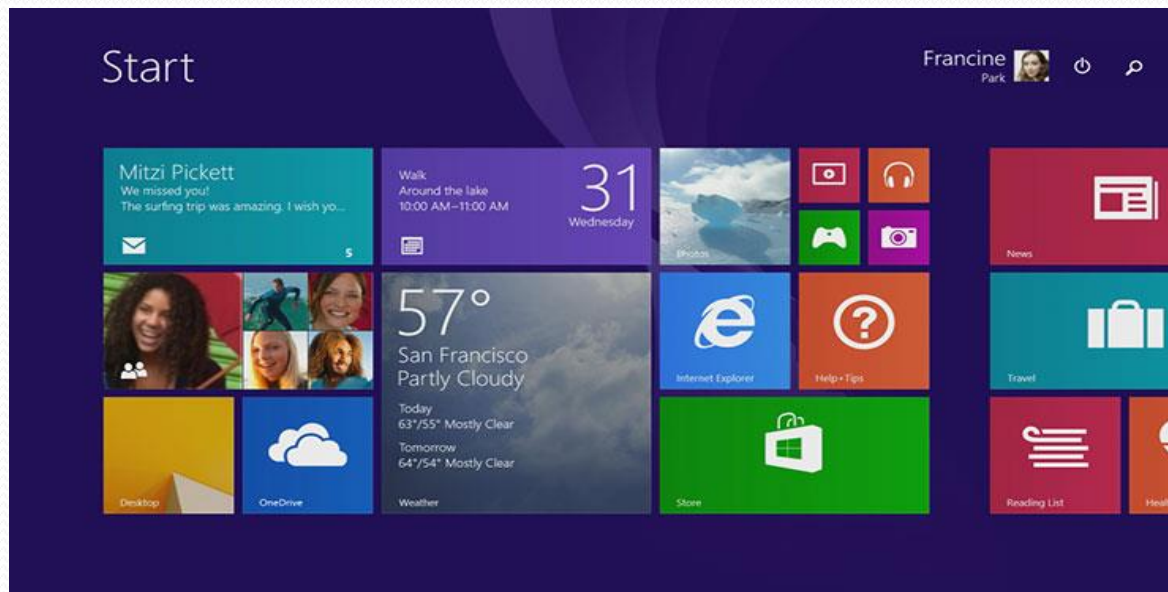 Start
Francine
Park
Mitzi Pickett
We missed you!
The surfing trip was amazing. I wish yo...
5
Walk
Around the lake
10:00 AM–11:00 AM
31
Wednesday
Photos
News
57°
San Francisco
Partly Cloudy
Today
63°/55° Mostly Clear
Tomorrow
64°/54° Mostly Clear
Weather
Internet Explorer
Help+Tips
Travel
Desktop
OneDrive
Store
Reading List
Heal